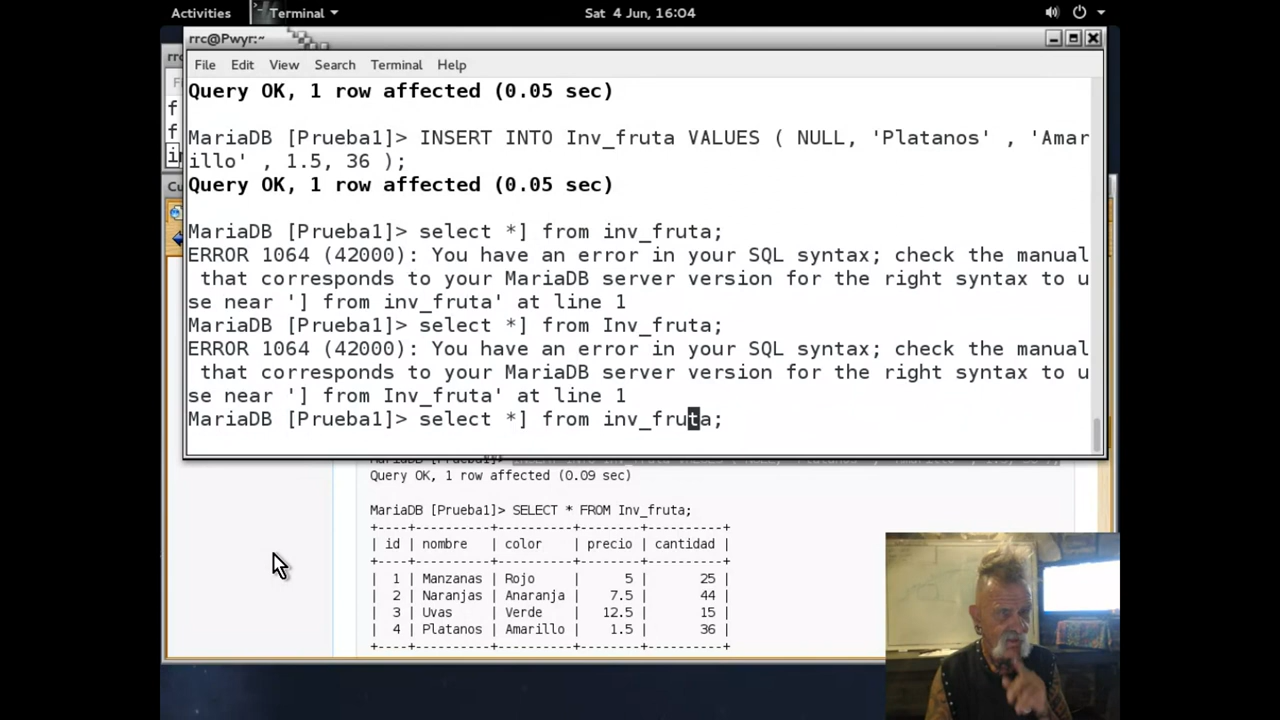 Activities
Terminal
Sat 4 Jun, 16:04
rrc@Pwyr:~
File Edit View Search Terminal Help
Query OK, 1 row affected (0.05 sec)
MariaDB [Prueba1]> INSERT INTO Inv_fruta VALUES ( NULL, 'Platanos' , 'Amar
illo' , 1.5, 36 );
Query OK, 1 row affected (0.05 sec)
MariaDB [Prueba1]> select *] from inv_fruta;
ERROR 1064 (42000): You have an error in your SQL syntax; check the manual
that corresponds to your MariaDB server version for the right syntax to u
se near '] from inv_fruta' at line 1
MariaDB [Prueba1]> select *] from Inv_fruta;
ERROR 1064 (42000): You have an error in your SQL syntax; check the manual
that corresponds to your MariaDB server version for the right syntax to u
se near '] from Inv_fruta' at line 1
MariaDB [Prueba1]> select *] from inv_fruta;
Query OK, 1 row affected (0.09 sec)
MariaDB [Prueba1]> SELECT * FROM Inv_fruta;
+----+----------+----------+--------+----------+
| id | nombre | color | precio | cantidad |
+----+----------+----------+--------+----------+
| 1 | Manzanas | Rojo | 5 | 25 |
| 2 | Naranjas | Anaranja | 7.5 | 44 |
| 3 | Uvas | Verde | 12.5 | 15 |
| 4 | Platanos | Amarillo | 1.5 | 36 |
+----+----------+----------+--------+----------+